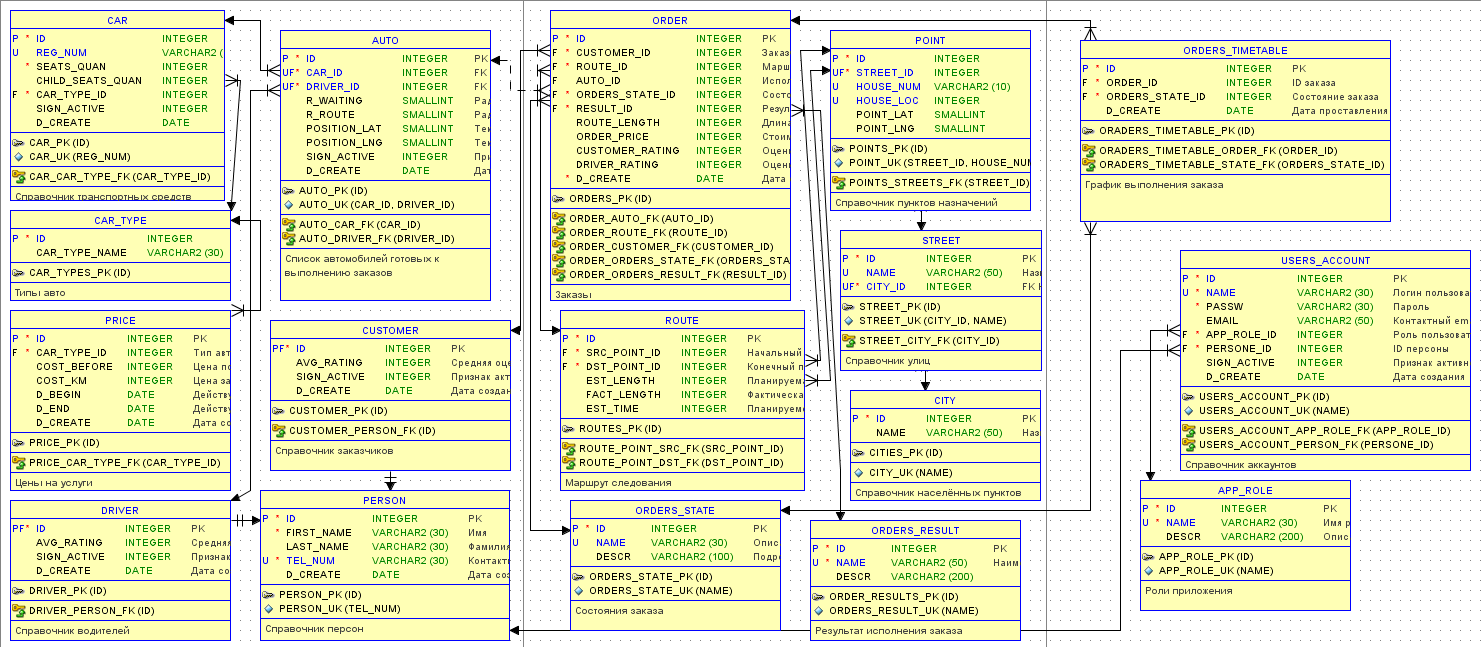 CAR
P * ID INTEGER
U REG_NUM VARCHAR2 (
* SEATS_QUAN INTEGER
CHILD_SEATS_QUAN INTEGER
F * CAR_TYPE_ID INTEGER
SIGN_ACTIVE INTEGER
D_CREATE DATE
CAR_PK (ID)
CAR_UK (REG_NUM)
CAR_CAR_TYPE_FK (CAR_TYPE_ID)
Справочник транспортных средств
CAR_TYPE
P * ID INTEGER
CAR_TYPE_NAME VARCHAR2 (30)
CAR_TYPES_PK (ID)
Типы авто
PRICE
P * ID INTEGER PK
F * CAR_TYPE_ID INTEGER Тип авт
COST_BEFORE INTEGER Цена по
COST_KM INTEGER Цена за
D_BEGIN DATE Действу
D_END DATE Действу
D_CREATE DATE Дата со
PRICE_PK (ID)
PRICE_CAR_TYPE_FK (CAR_TYPE_ID)
Цены на услуги
DRIVER
PF* ID INTEGER PK
AVG_RATING INTEGER Средняя
SIGN_ACTIVE INTEGER Признак
D_CREATE DATE Дата со
DRIVER_PK (ID)
DRIVER_PERSON_FK (ID)
Справочник водителей
AUTO
P * ID INTEGER PK
UF* CAR_ID INTEGER FK
UF* DRIVER_ID INTEGER FK
R_WAITING SMALLINT Рад
R_ROUTE SMALLINT Рад
POSITION_LAT SMALLINT Тек
POSITION_LNG SMALLINT Тек
SIGN_ACTIVE INTEGER При
D_CREATE DATE Дат
AUTO_PK (ID)
AUTO_UK (CAR_ID, DRIVER_ID)
AUTO_CAR_FK (CAR_ID)
AUTO_DRIVER_FK (DRIVER_ID)
Список автомобилей готовых к
выполнению заказов
CUSTOMER
PF* ID INTEGER PK
AVG_RATING INTEGER Средняя оце
SIGN_ACTIVE INTEGER Признак акт
D_CREATE DATE Дата создан
CUSTOMER_PK (ID)
CUSTOMER_PERSON_FK (ID)
Справочник заказчиков
PERSON
P * ID INTEGER PK
* FIRST_NAME VARCHAR2 (30) Имя
LAST_NAME VARCHAR2 (30) Фамилия
U * TEL_NUM VARCHAR2 (30) Контакт
D_CREATE DATE Дата со
PERSON_PK (ID)
PERSON_UK (TEL_NUM)
Справочник персон
ORDER
P * ID INTEGER PK
F * CUSTOMER_ID INTEGER Заказ
F * ROUTE_ID INTEGER Марш
F AUTO_ID INTEGER Испол
F * ORDERS_STATE_ID INTEGER Состо
F * RESULT_ID INTEGER Резул
ROUTE_LENGTH INTEGER Длина
ORDER_PRICE INTEGER Стоим
CUSTOMER_RATING INTEGER Оцен
DRIVER_RATING INTEGER Оцен
* D_CREATE DATE Дата
ORDERS_PK (ID)
ORDER_AUTO_FK (AUTO_ID)
ORDER_ROUTE_FK (ROUTE_ID)
ORDER_CUSTOMER_FK (CUSTOMER_ID)
ORDER_ORDERS_STATE_FK (ORDERS_STA
ORDER_ORDERS_RESULT_FK (RESULT_ID)
Заказы
ROUTE
P * ID INTEGER PK
F * SRC_POINT_ID INTEGER Начальный
F * DST_POINT_ID INTEGER Конечный п
EST_LENGTH INTEGER Планируем
FACT_LENGTH INTEGER Фактическа
EST_TIME INTEGER Планируем
ROUTES_PK (ID)
ROUTE_POINT_SRC_FK (SRC_POINT_ID)
ROUTE_POINT_DST_FK (DST_POINT_ID)
Маршрут следования
ORDERS_STATE
P * ID INTEGER PK
U NAME VARCHAR2 (30) Опис
DESCR VARCHAR2 (100) Подро
ORDERS_STATE_PK (ID)
ORDERS_STATE_UK (NAME)
Состояния заказа
POINT
P * ID INTEGER PK
UF* STREET_ID INTEGER FK
U HOUSE_NUM VARCHAR2 (10)
U HOUSE_LOC INTEGER
POINT_LAT SMALLINT
POINT_LNG SMALLINT
POINTS_PK (ID)
POINT_UK (STREET_ID, HOUSE_NUM
POINTS_STREETS_FK (STREET_ID)
Справочник пунктов назначений
STREET
P * ID INTEGER PK
U NAME VARCHAR2 (50) Наз
UF* CITY_ID INTEGER FK
STREET_PK (ID)
STREET_UK (CITY_ID, NAME)
STREET_CITY_FK (CITY_ID)
Справочник улиц
CITY
P * ID INTEGER PK
NAME VARCHAR2 (50) Наз
CITIES_PK (ID)
CITY_UK (NAME)
Справочник населённых пунктов
ORDERS_RESULT
P * ID INTEGER PK
U * NAME VARCHAR2 (50) Наим
DESCR VARCHAR2 (200)
ORDER_RESULTS_PK (ID)
ORDERS_RESULT_UK (NAME)
Результат исполнения заказа
ORDERS_TIMETABLE
P * ID INTEGER PK
F * ORDER_ID INTEGER ID заказа
F * ORDERS_STATE_ID INTEGER Состояние заказа
D_CREATE DATE Дата проставления
ORADERS_TIMETABLE_PK (ID)
ORADERS_TIMETABLE_ORDER_FK (ORDER_ID)
ORADERS_TIMETABLE_STATE_FK (ORDERS_STATE_ID)
График выполнения заказа
USERS_ACCOUNT
P * ID INTEGER PK
U * NAME VARCHAR2 (30) Логин пользова
* PASSW VARCHAR2 (30) Пароль
EMAIL VARCHAR2 (50) Контактный em
F * APP_ROLE_ID INTEGER Роль пользоват
F * PERSONE_ID INTEGER ID персоны
SIGN_ACTIVE INTEGER Признак активн
D_CREATE DATE Дата создания
USERS_ACCOUNT_PK (ID)
USERS_ACCOUNT_UK (NAME)
USERS_ACCOUNT_APP_ROLE_FK (APP_ROLE_ID)
USERS_ACCOUNT_PERSON_FK (PERSONE_ID)
Справочник аккаунтов
APP_ROLE
P * ID INTEGER PK
U * NAME VARCHAR2 (30) Имя р
DESCR VARCHAR2 (200) Опис
APP_ROLE_PK (ID)
APP_ROLE_UK (NAME)
Роли приложения